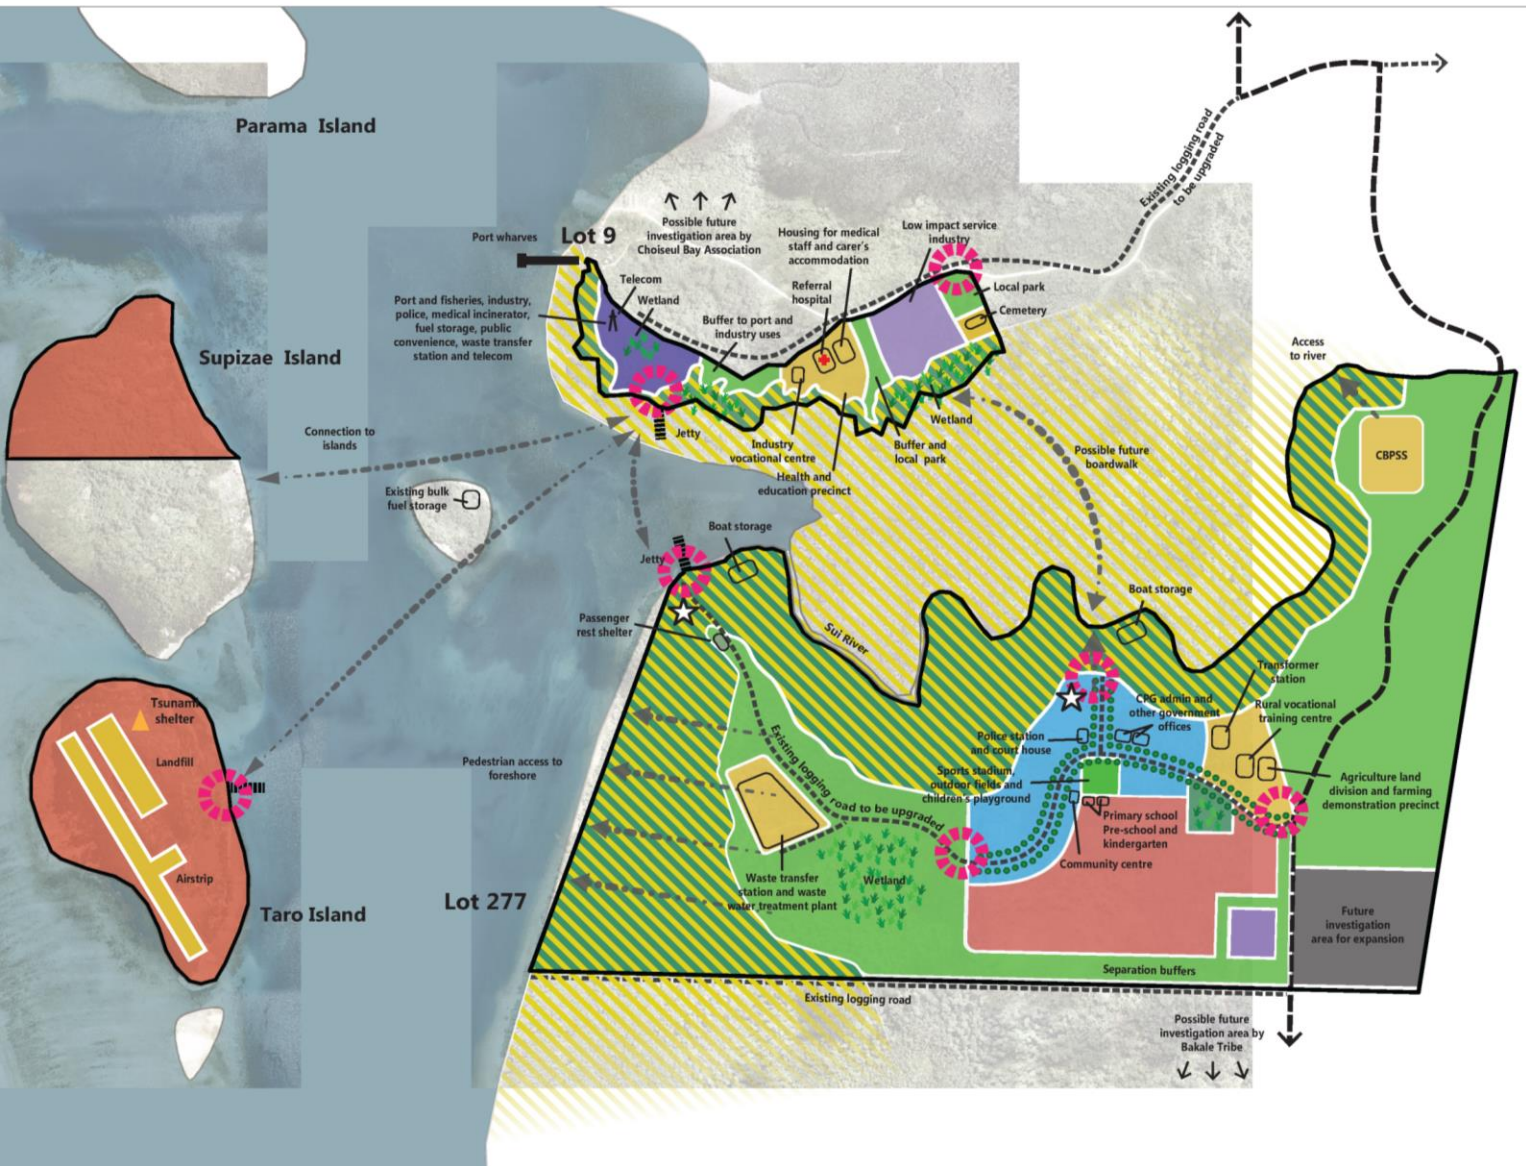 Parama Island
Existing logging road
to be upgraded
Possible future
investigation area by
Choiseul Bay Association
Port wharves
Lot 9
Housing for medical
staff and carer's
accommodation
Low impact service
industry
Telecom
Wetland
Referral
hospital
Local park
Cemetery
Port and fisheries, industry,
police, medical incinerator,
fuel storage, public
convenience, waste transfer
station and telecom
Buffer to port and
industry uses
Supizae Island
Access
to river
Connection to
islands
Jetty
Industry
vocational centre
Health and
education precinct
Buffer and
local park
Wetland
Possible future
boardwalk
CBPSS
Existing bulk
fuel storage
Boat storage
Jetty
Passenger
rest shelter
Sui River
Boat storage
Transformer
station
Rural vocational
training centre
CPG admin and
other government
offices
Police station
and court house
Tsunami
shelter
Landfill
Airstrip
Taro Island
Pedestrian access to
foreshore
Existing logging road to be upgraded
Sports stadium,
outdoor fields and
children's playground
Agriculture land
division and farming
demonstration precinct
Primary school
Pre-school and
kindergarten
Community centre
Waste transfer
station and waste
water treatment plant
Wetland
Lot 277
Future
investigation
area for expansion
Separation buffers
Existing logging road
Possible future
investigation area by
Bakale Tribe